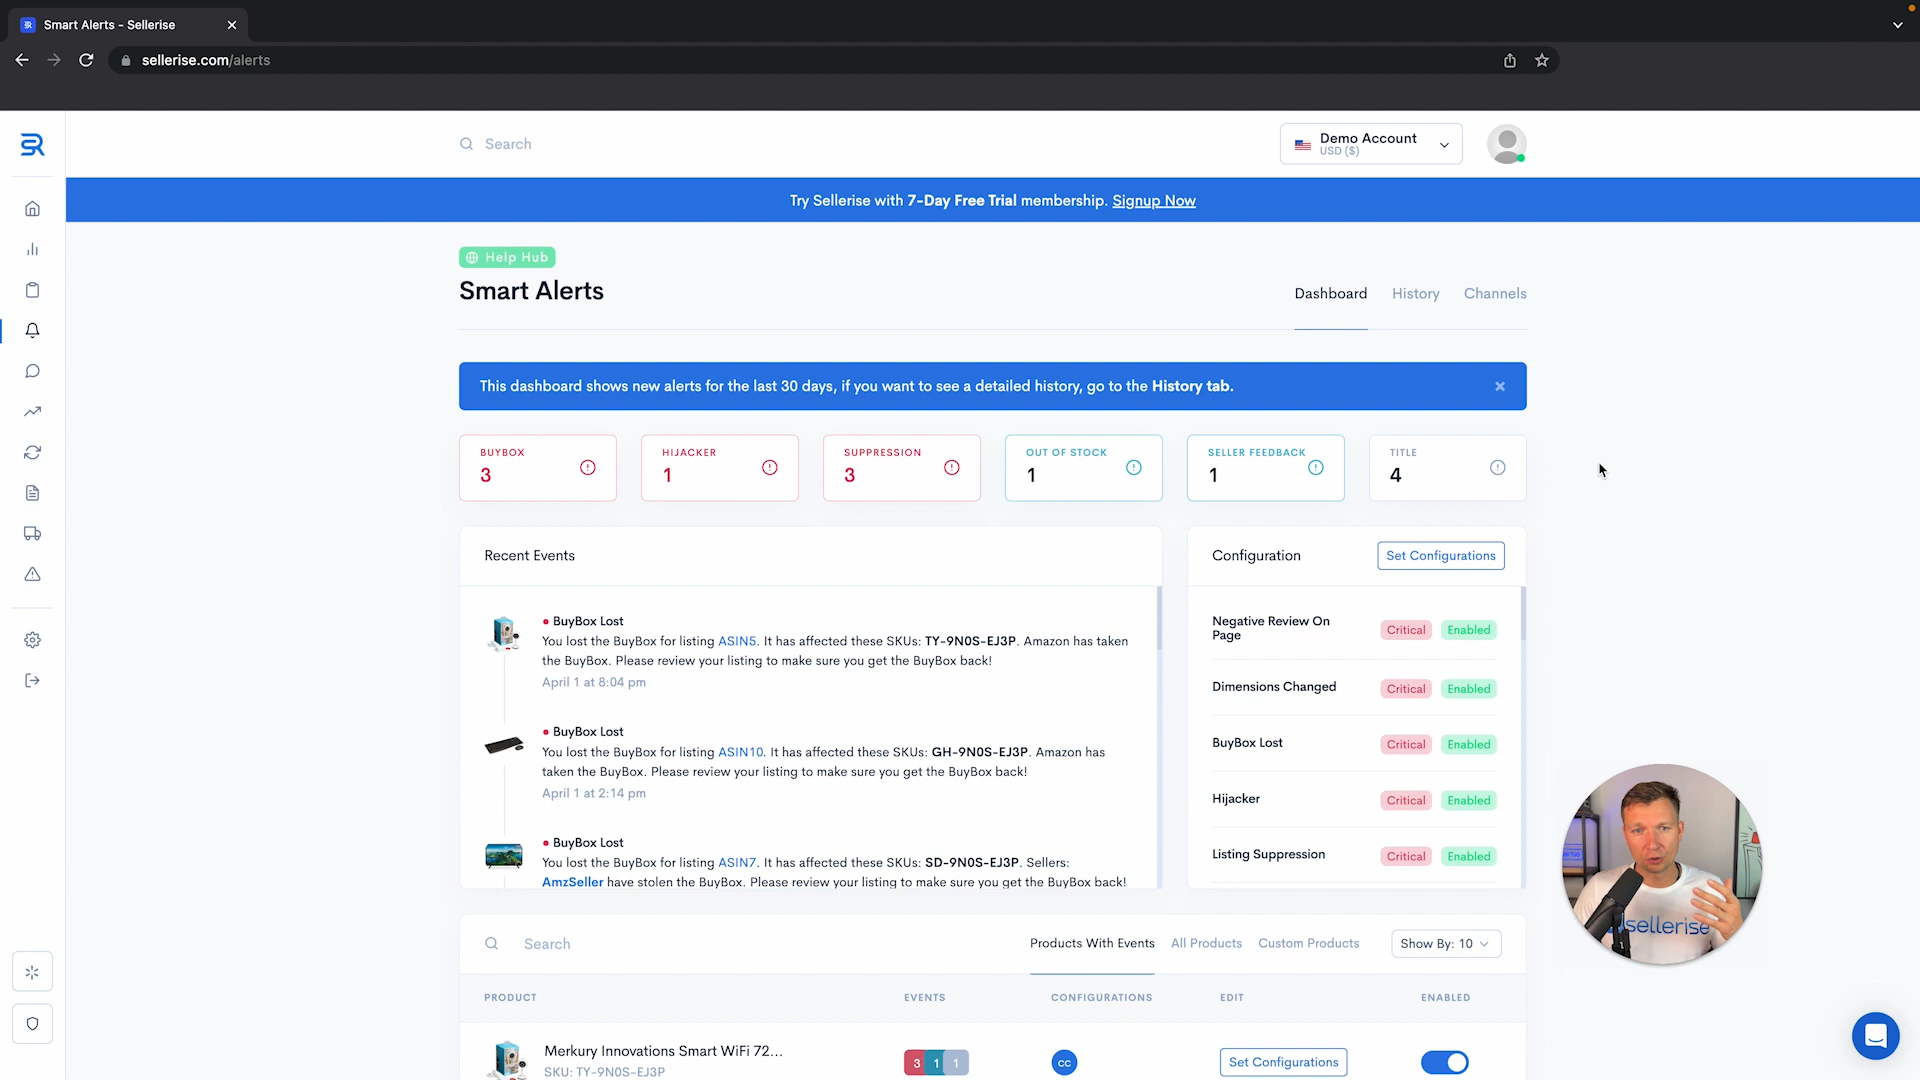 Smart Alerts - Sellerise
sellerise.com/alerts
Search
Demo Account
USD ($)
Try Sellerise with 7-Day Free Trial membership. Signup Now
Help Hub
Smart Alerts
Dashboard
History
Channels
This dashboard shows new alerts for the last 30 days, if you want to see a detailed history, go to the History tab.
BUYBOX
3
HIJACKER
1
SUPPRESSION
3
OUT OF STOCK
1
SELLER FEEDBACK
1
TITLE
4
Recent Events
BuyBox Lost
You lost the BuyBox for listing ASIN5. It has affected these SKUs: TY-9N0S-EJ3P. Amazon has taken
the BuyBox. Please review your listing to make sure you get the BuyBox back!
April 1 at 8:04 pm
BuyBox Lost
You lost the BuyBox for listing ASIN10. It has affected these SKUs: GH-9N0S-EJ3P. Amazon has
taken the BuyBox. Please review your listing to make sure you get the BuyBox back!
April 1 at 2:14 pm
BuyBox Lost
You lost the BuyBox for listing ASIN7. It has affected these SKUs: SD-9N0S-EJ3P. Sellers:
AmzSeller have stolen the BuyBox. Please review your listing to make sure you get the BuyBox back!
Configuration
Set Configurations
Negative Review On
Page
Critical Enabled
Dimensions Changed
Critical Enabled
BuyBox Lost
Critical Enabled
Hijacker
Critical Enabled
Listing Suppression
Critical Enabled
sellerise
Search
Products With Events
All Products
Custom Products
Show By: 10
PRODUCT
EVENTS
CONFIGURATIONS
EDIT
ENABLED
Merkury Innovations Smart WiFi 72...
SKU: TY-9N0S-EJ3P
3 1 1
CC
Set Configurations